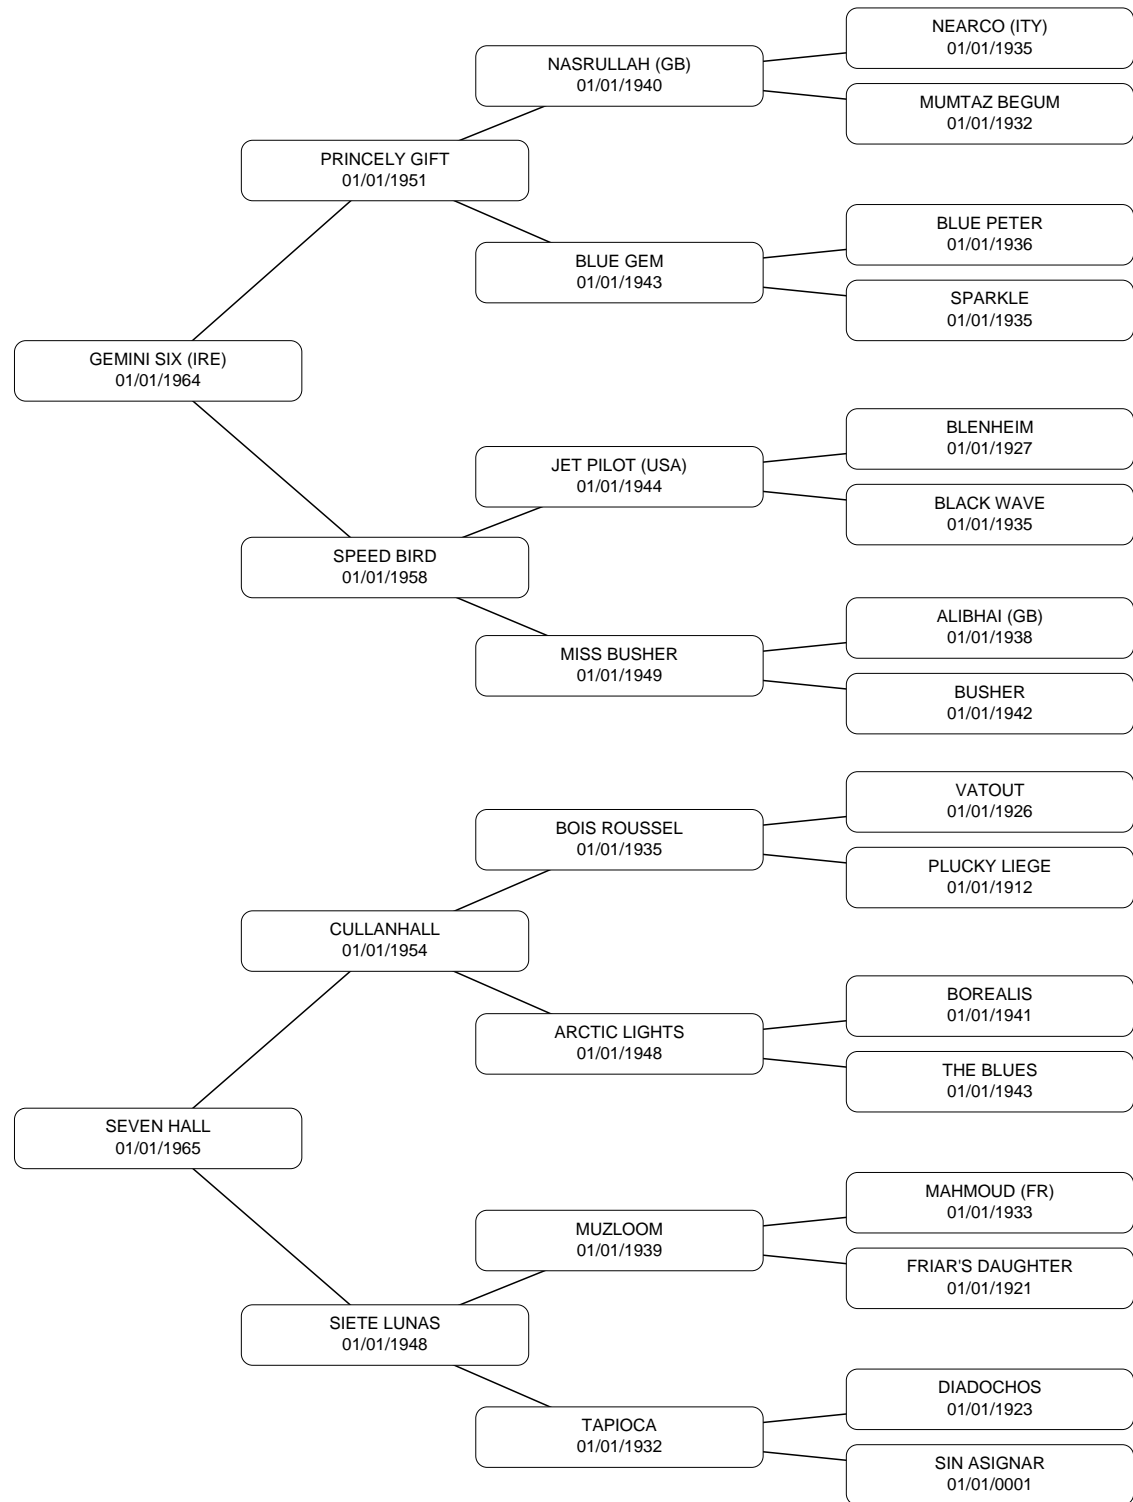 NEARCO (ITY)
01/01/1935
NASRULLAH (GB)
01/01/1940
MUMTAZ BEGUM
01/01/1932
PRINCELY GIFT
01/01/1951
BLUE PETER
01/01/1936
BLUE GEM
01/01/1943
SPARKLE
01/01/1935
GEMINI SIX (IRE)
01/01/1964
BLENHEIM
01/01/1927
JET PILOT (USA)
01/01/1944
BLACK WAVE
01/01/1935
SPEED BIRD
01/01/1958
ALIBHAI (GB)
01/01/1938
MISS BUSHER
01/01/1949
BUSHER
01/01/1942
VATOUT
01/01/1926
BOIS ROUSSEL
01/01/1935
PLUCKY LIEGE
01/01/1912
CULLANHALL
01/01/1954
BOREALIS
01/01/1941
ARCTIC LIGHTS
01/01/1948
THE BLUES
01/01/1943
SEVEN HALL
01/01/1965
MAHMOUD (FR)
01/01/1933
MUZLOOM
01/01/1939
FRIAR'S DAUGHTER
01/01/1921
SIETE LUNAS
01/01/1948
DIADOCHOS
01/01/1923
TAPIOCA
01/01/1932
SIN ASIGNAR
01/01/0001